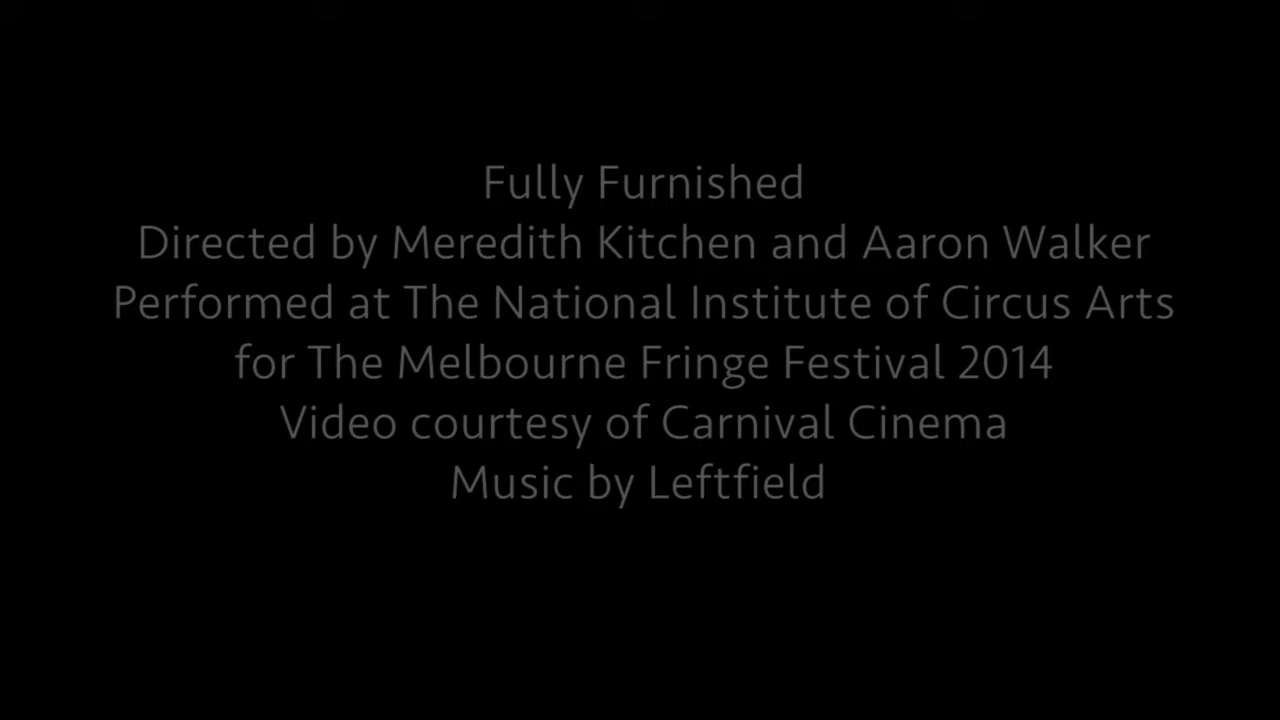 Fully Furnished
Directed by Meredith Kitchen and Aaron Walker
Performed at The National Institute of Circus Arts
for The Melbourne Fringe Festival 2014
Video courtesy of Carnival Cinema
Music by Leftfield